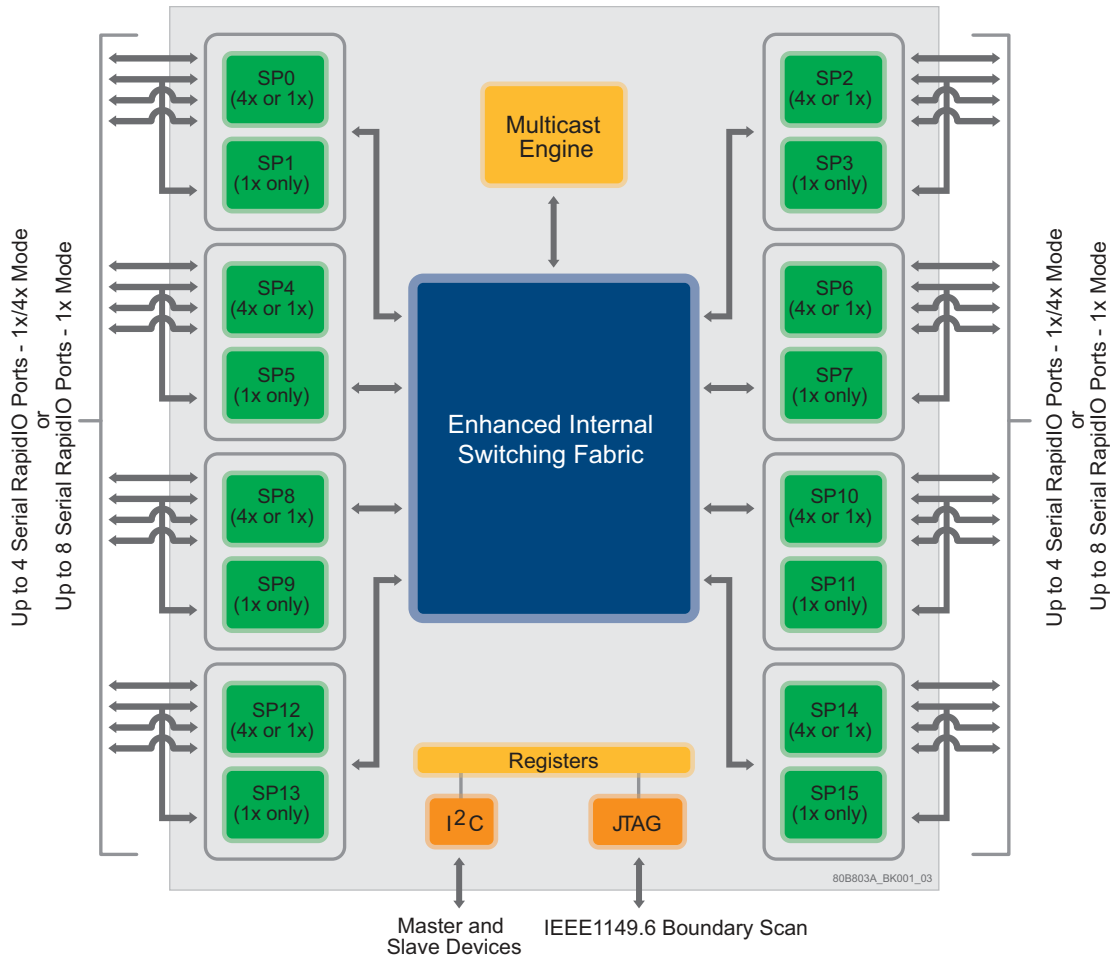 Up to 4 Serial RapidIO Ports - 1x/4x Mode
or
Up to 8 Serial RapidIO Ports - 1x Mode
SP0
(4x or 1x)
SP1
(1x only)
SP4
(4x or 1x)
SP5
(1x only)
SP8
(4x or 1x)
SP9
(1x only)
SP12
(4x or 1x)
SP13
(1x only)
Multicast
Engine
Enhanced Internal
Switching Fabric
Registers
I2C
JTAG
Master and
Slave Devices
IEEE1149.6 Boundary Scan
SP2
(4x or 1x)
SP3
(1x only)
SP6
(4x or 1x)
SP7
(1x only)
SP10
(4x or 1x)
SP11
(1x only)
SP14
(4x or 1x)
SP15
(1x only)
80B803A_BK001_03
Up to 4 Serial RapidIO Ports - 1x/4x Mode
or
Up to 8 Serial RapidIO Ports - 1x Mode